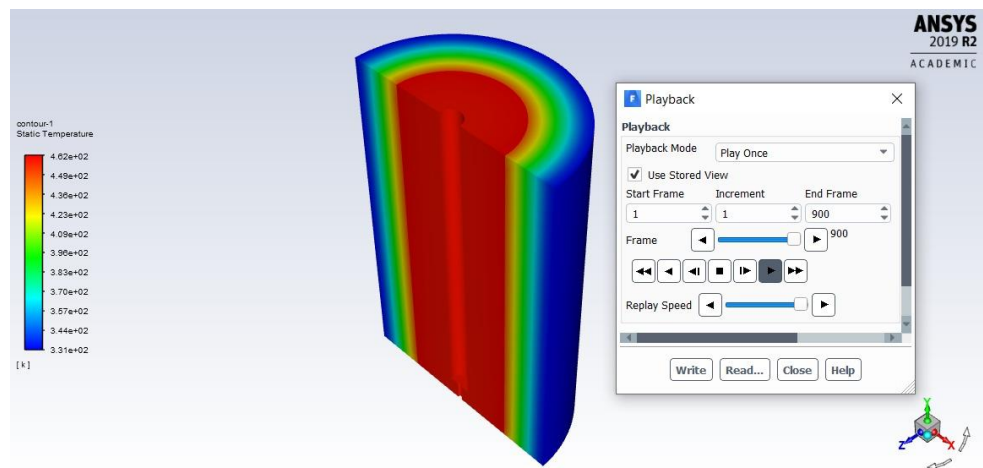 ANSYS
2019 R2
ACADEMIC
contour-1
Static Temperature
4.62e+02
4.49e+02
4.36e+02
4.23e+02
4.09e+02
3.96e+02
3.83e+02
3.70e+02
3.57e+02
3.44e+02
3.31e+02
[k]
F Playback
Playback
Playback Mode Play Once
Use Stored View
Start Frame Increment End Frame
1 1 900
Frame 900
Replay Speed
Write Read... Close Help
Y
Z X